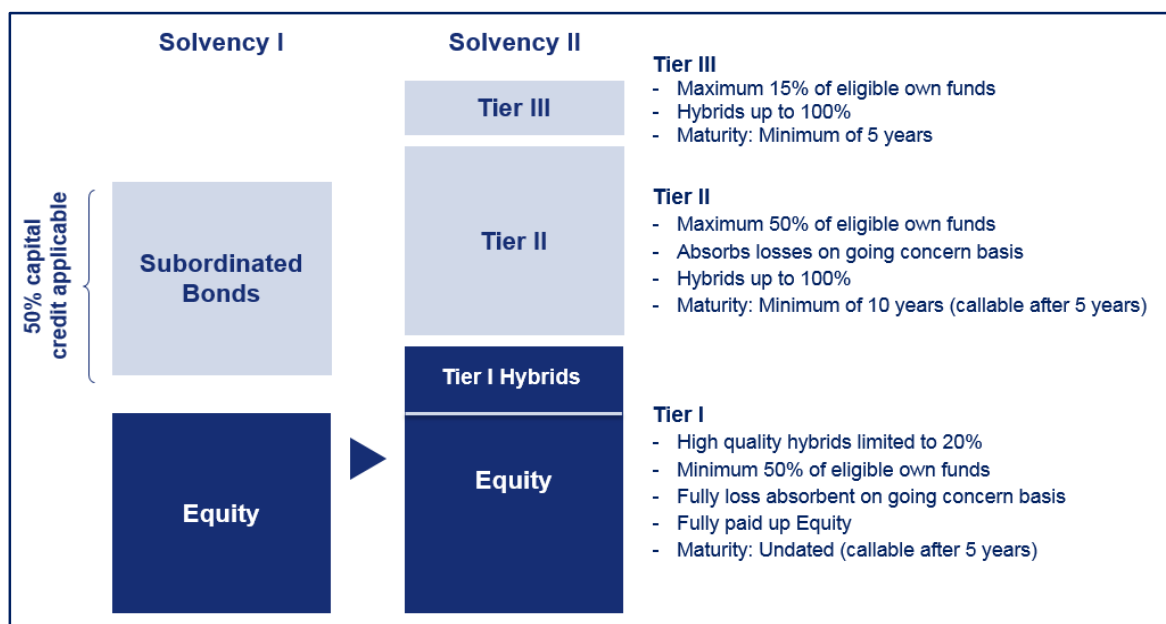 Solvency I
Solvency II
50% capital
credit applicable
Subordinated
Bonds
Equity
Tier III
Tier II
Tier I Hybrids
Equity
Tier III
- Maximum 15% of eligible own funds
- Hybrids up to 100%
- Maturity: Minimum of 5 years
Tier II
- Maximum 50% of eligible own funds
- Absorbs losses on going concern basis
- Hybrids up to 100%
- Maturity: Minimum of 10 years (callable after 5 years)
Tier I
- High quality hybrids limited to 20%
- Minimum 50% of eligible own funds
- Fully loss absorbent on going concern basis
- Fully paid up Equity
- Maturity: Undated (callable after 5 years)